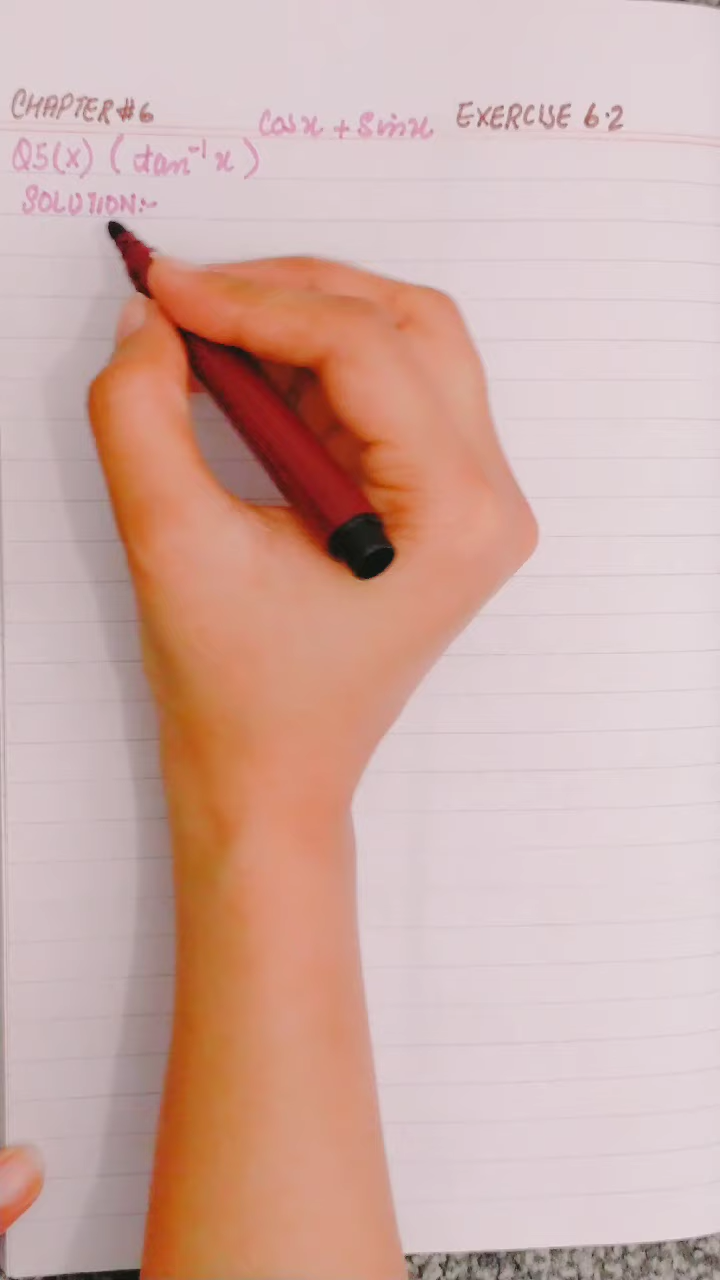 CHAPTER#6 EXERCISE 6.2
Q5(x) (tan⁻¹x)^(cosx + sinx)
SOLUTION:-